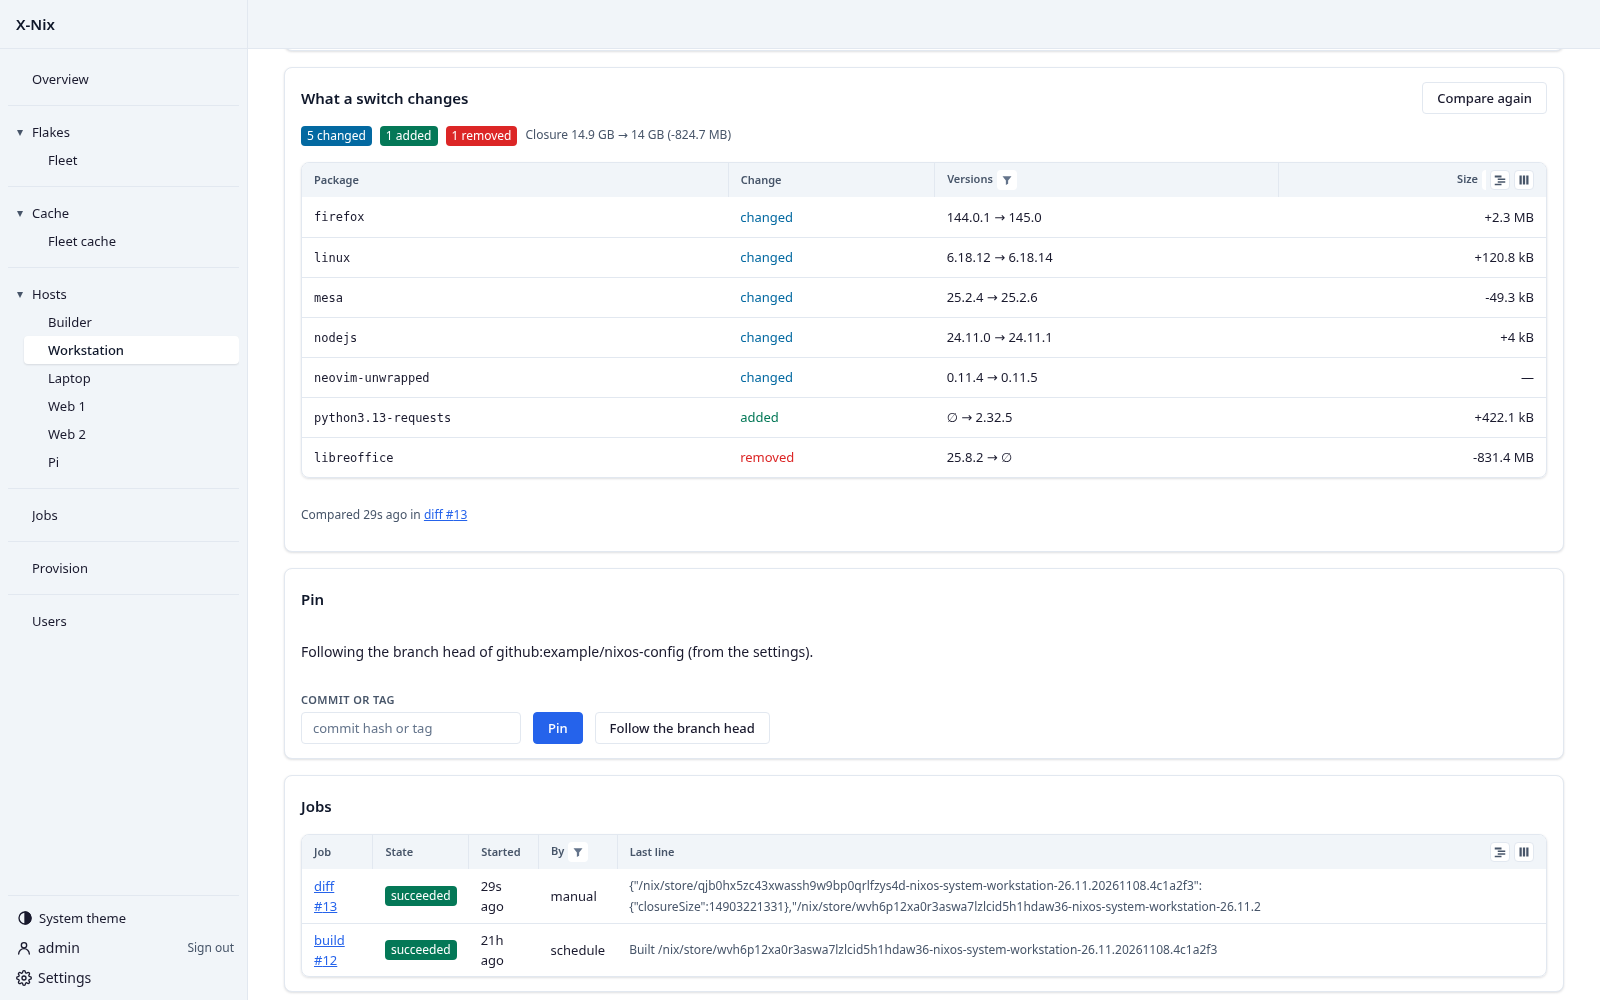 X-Nix
Overview
Flakes
Fleet
Cache
Fleet cache
Hosts
Builder
Workstation
Laptop
Web 1
Web 2
Pi
Jobs
Provision
Users
System theme
admin Sign out
Settings
What a switch changes
Compare again
5 changed 1 added 1 removed Closure 14.9 GB → 14 GB (-824.7 MB)
Package Change Versions Size
firefox changed 144.0.1 → 145.0 +2.3 MB
linux changed 6.18.12 → 6.18.14 +120.8 kB
mesa changed 25.2.4 → 25.2.6 -49.3 kB
nodejs changed 24.11.0 → 24.11.1 +4 kB
neovim-unwrapped changed 0.11.4 → 0.11.5 —
python3.13-requests added ∅ → 2.32.5 +422.1 kB
libreoffice removed 25.8.2 → ∅ -831.4 MB
Compared 29s ago in diff #13
Pin
Following the branch head of github:example/nixos-config (from the settings).
COMMIT OR TAG
commit hash or tag Pin Follow the branch head
Jobs
Job State Started By Last line
diff #13 succeeded 29s ago manual {"/nix/store/qjb0hx5zc43xwassh9w9bp0qrlfzys4d-nixos-system-workstation-26.11.20261108.4c1a2f3":
{"closureSize":14903221331},"/nix/store/wvh6p12xa0r3aswa7lzlcid5h1hdaw36-nixos-system-workstation-26.11.2
build #12 succeeded 21h ago schedule Built /nix/store/wvh6p12xa0r3aswa7lzlcid5h1hdaw36-nixos-system-workstation-26.11.20261108.4c1a2f3